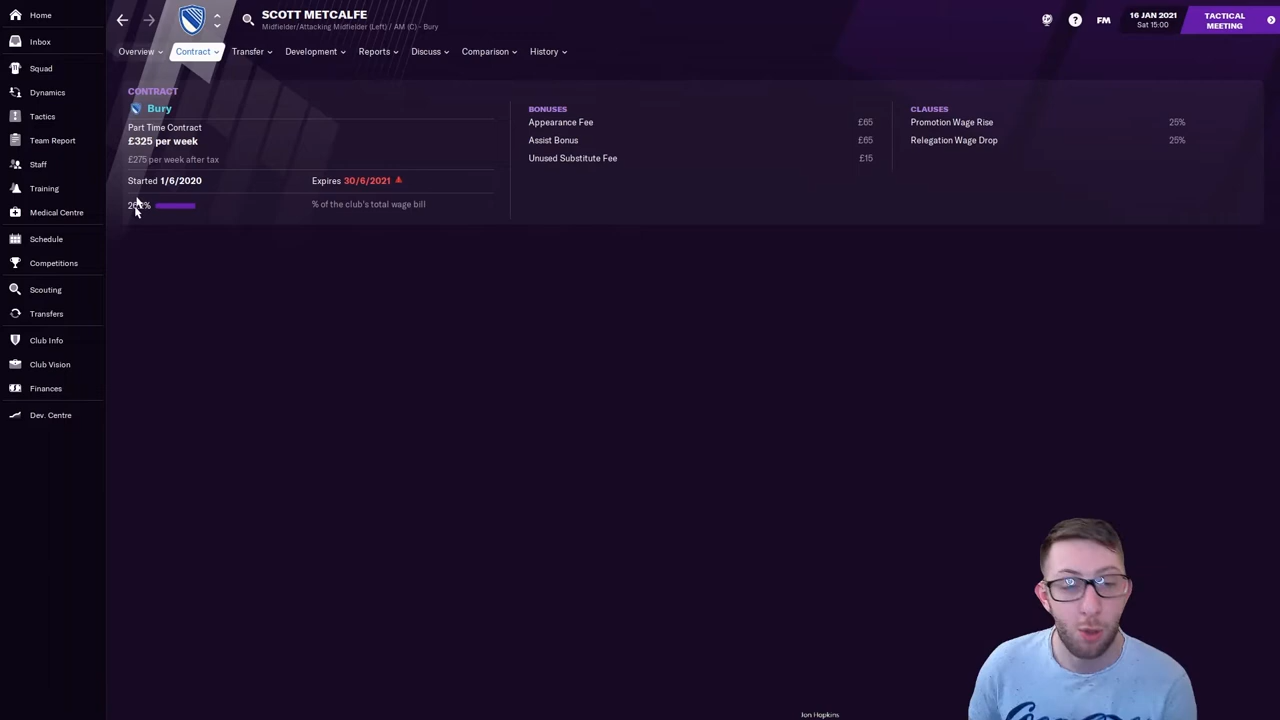 Home
Inbox
Squad
Dynamics
Tactics
Team Report
Staff
Training
Medical Centre
Schedule
Competitions
Scouting
Transfers
Club Info
Club Vision
Finances
Dev. Centre
SCOTT METCALFE
Midfielder/Attacking Midfielder (Left) / AM (C) - Bury
FM
16 JAN 2021
Sat 15:00
TACTICAL
MEETING
Overview
Contract
Transfer
Development
Reports
Discuss
Comparison
History
CONTRACT
Bury
Part Time Contract
£325 per week
£275 per week after tax
Started 1/6/2020
Expires 30/6/2021
% of the club's total wage bill
BONUSES
Appearance Fee £65
Assist Bonus £65
Unused Substitute Fee £15
CLAUSES
Promotion Wage Rise 25%
Relegation Wage Drop 25%
Jon Hopkins